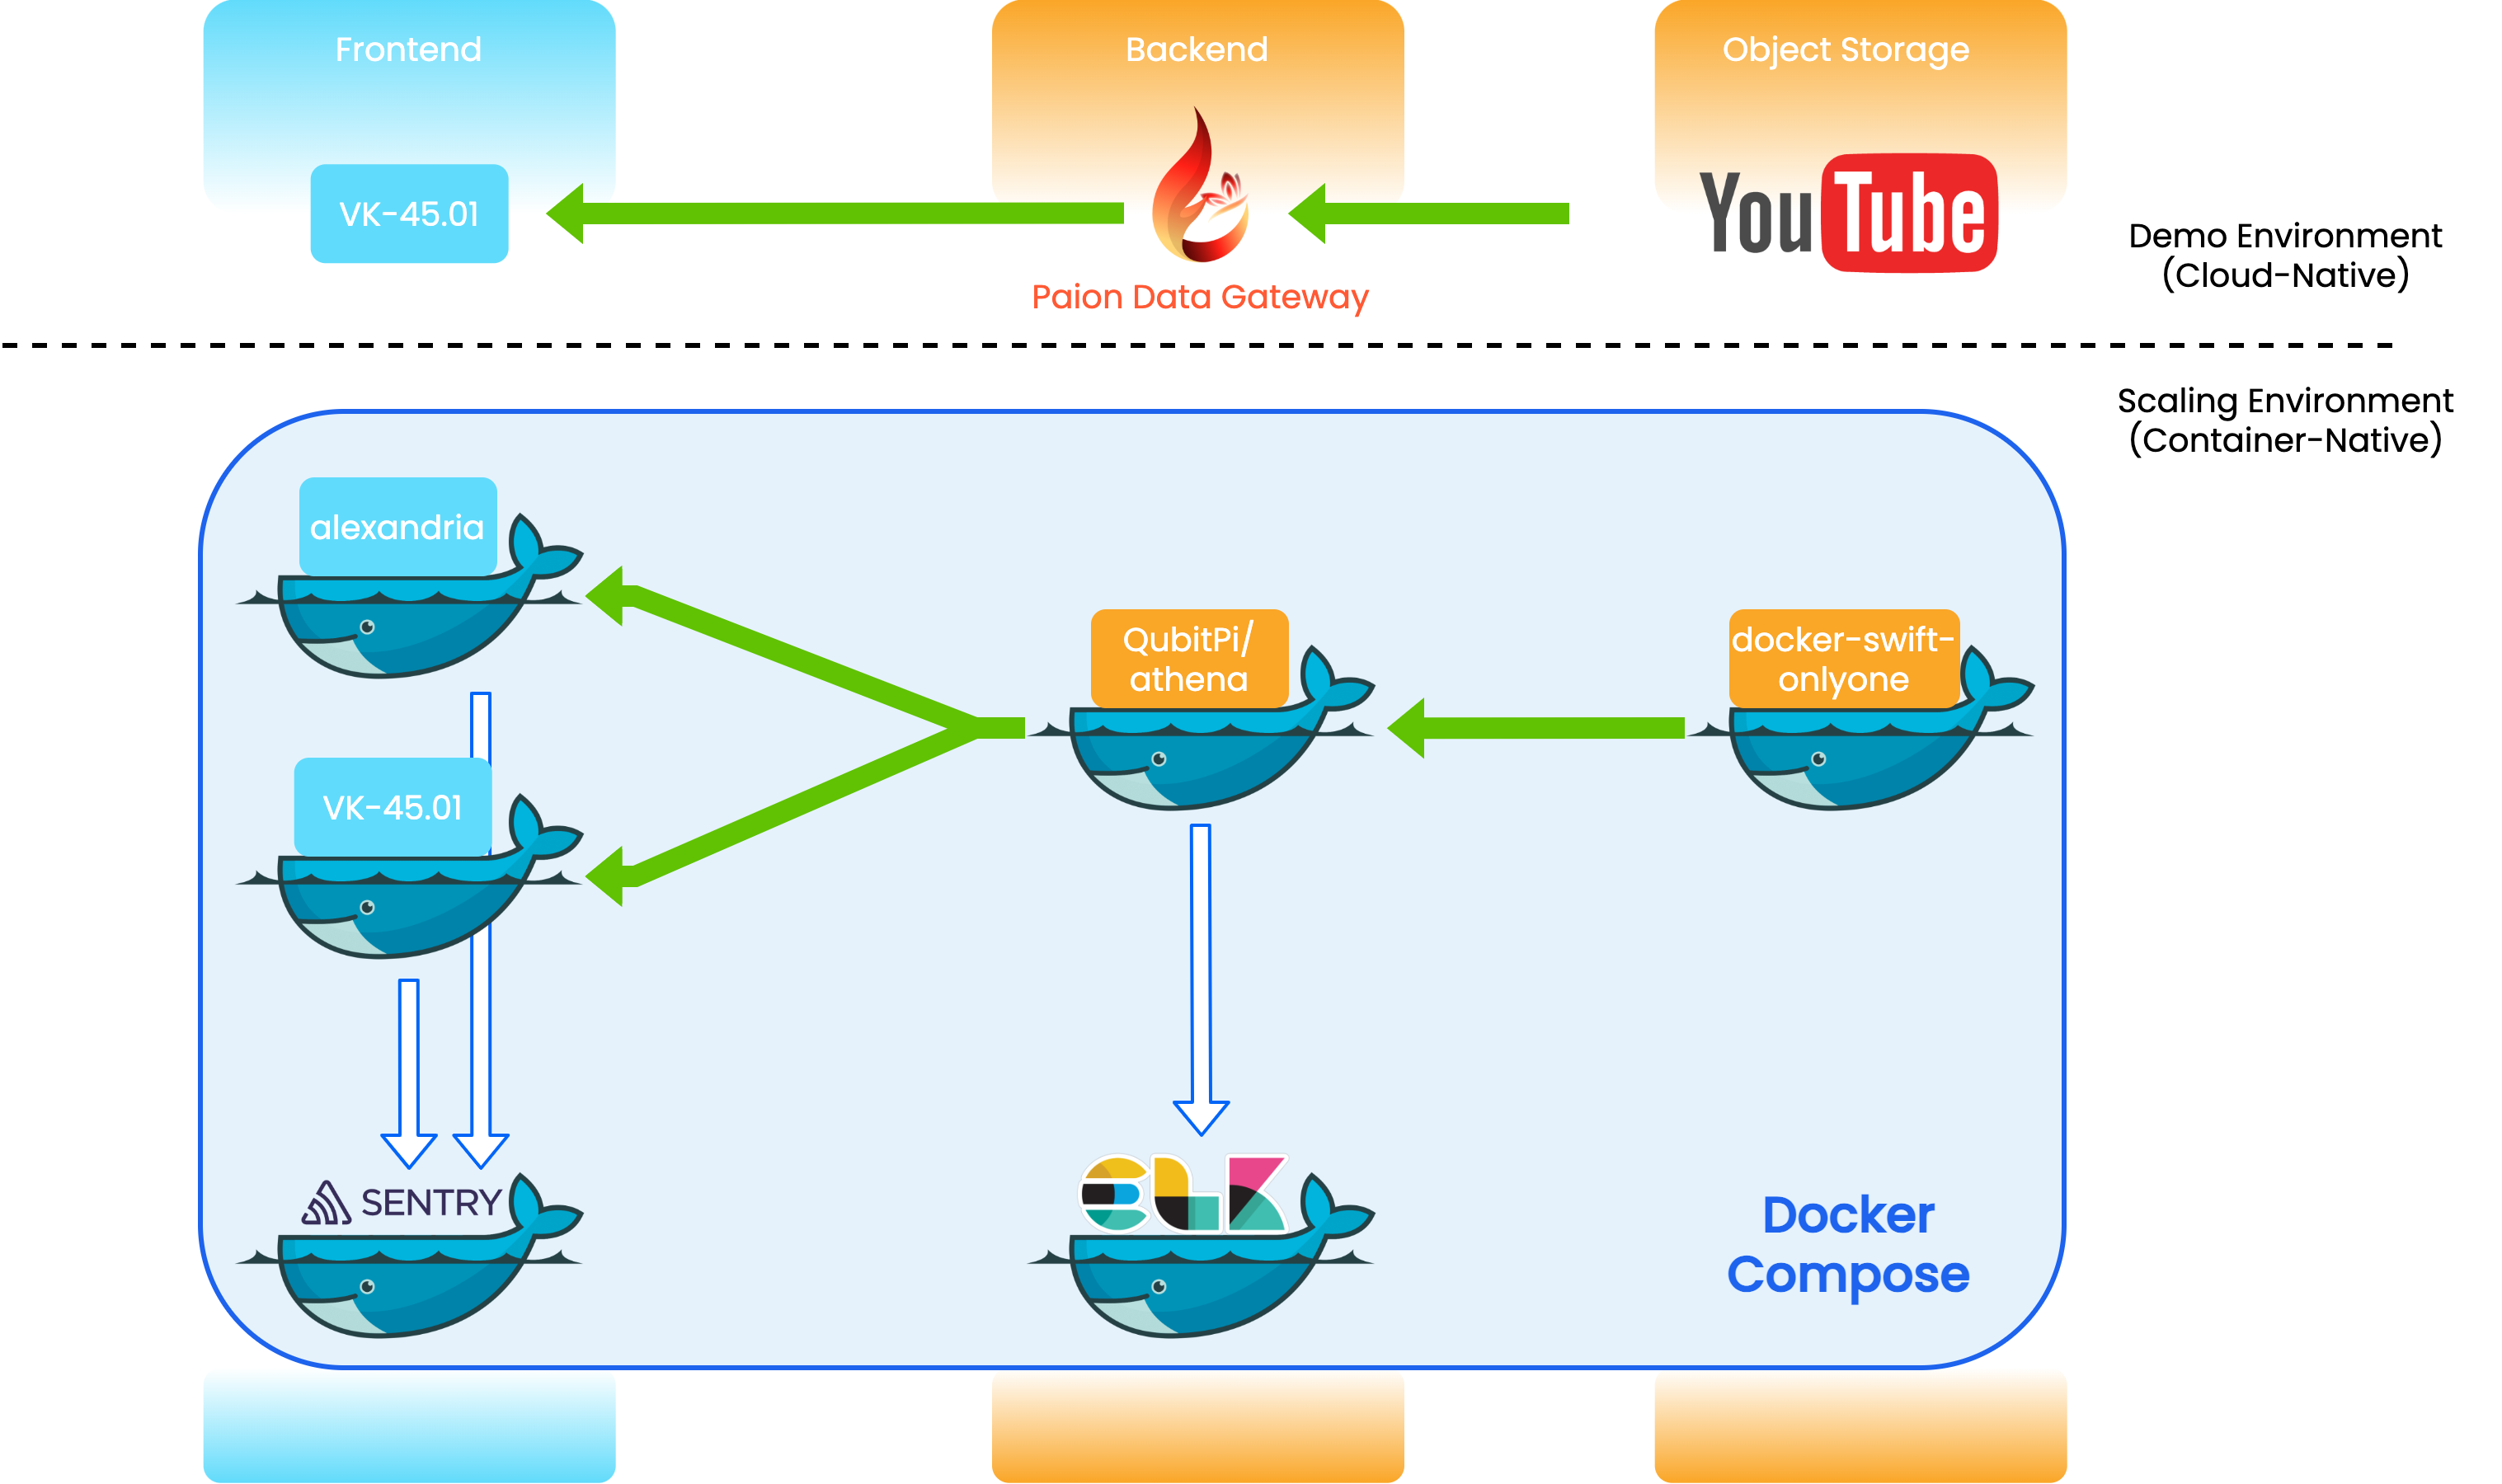 Frontend
Backend
Object Storage
VK-45.01
YouTube
Paion Data Gateway
Demo Environment
(Cloud-Native)
Scaling Environment
(Container-Native)
alexandria
QubitPi/
athena
docker-swift-
onlyone
VK-45.01
SENTRY
ELK
Docker
Compose